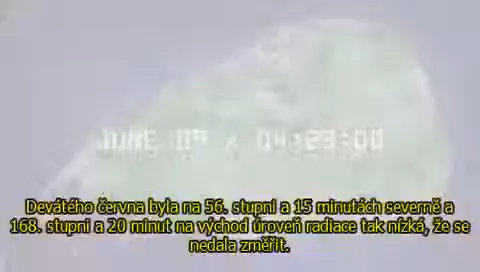 JUNE 09 / 04:23:00
Devátého června byla na 56. stupni a 15 minutách severně a
168. stupni a 20 minut na východ úroveň radiace tak nízká, že se
nedala změřit.